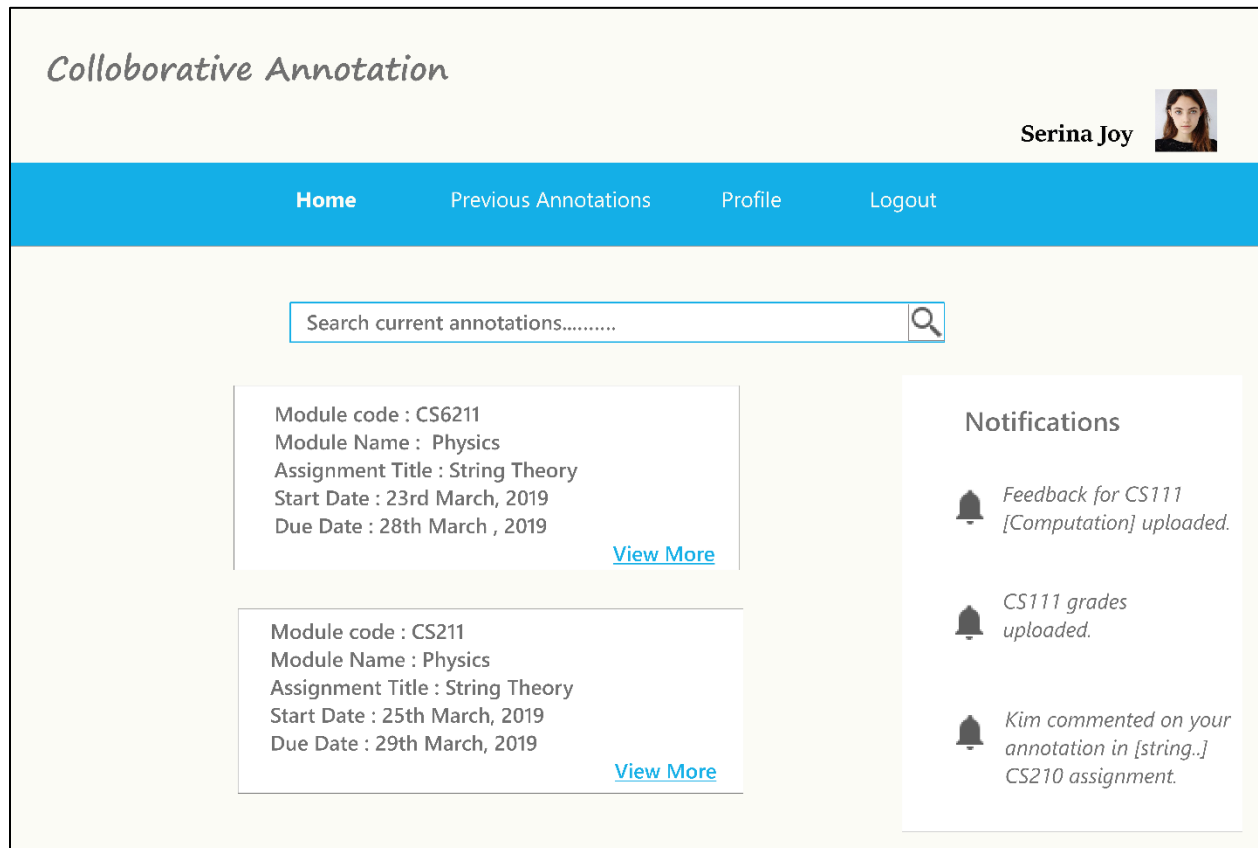 Colloborative Annotation
Serina Joy
Home Previous Annotations Profile Logout
Search current annotations..........
Module code : CS6211
Module Name : Physics
Assignment Title : String Theory
Start Date : 23rd March, 2019
Due Date : 28th March , 2019
View More
Module code : CS211
Module Name : Physics
Assignment Title : String Theory
Start Date : 25th March, 2019
Due Date : 29th March, 2019
View More
Notifications
Feedback for CS111
[Computation] uploaded.
CS111 grades
uploaded.
Kim commented on your
annotation in [string..]
CS210 assignment.